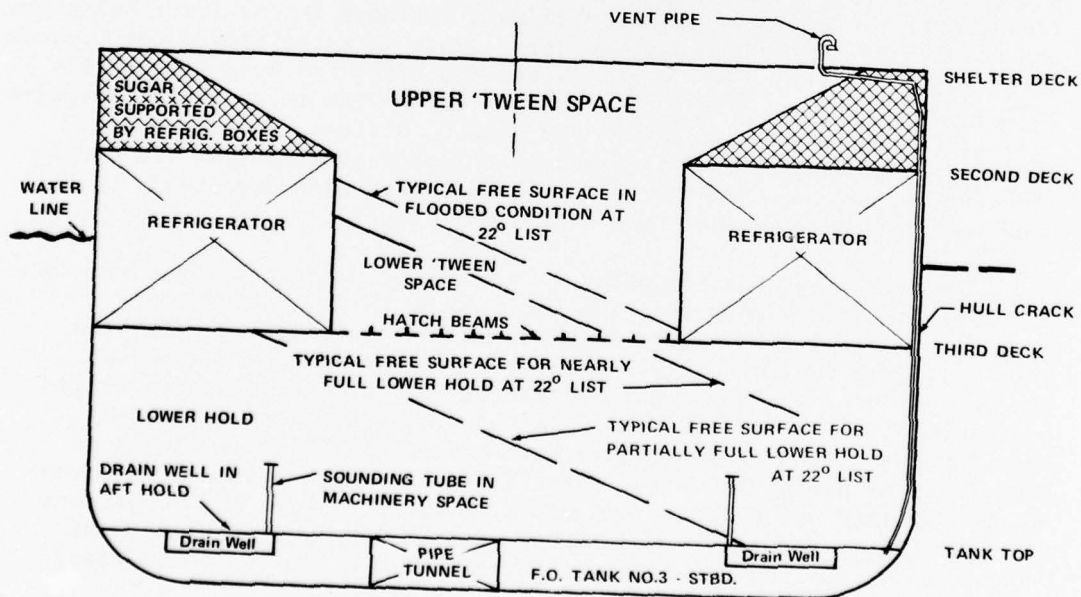 VENT PIPE
SHELTER DECK
SUGAR
SUPPORTED
BY REFRIG. BOXES
UPPER 'TWEEN SPACE
SECOND DECK
WATER
LINE
REFRIGERATOR
TYPICAL FREE SURFACE IN
FLOODED CONDITION AT
22° LIST
REFRIGERATOR
LOWER 'TWEEN
SPACE
HATCH BEAMS
HULL CRACK
THIRD DECK
TYPICAL FREE SURFACE FOR NEARLY
FULL LOWER HOLD AT 22° LIST
LOWER HOLD
TYPICAL FREE SURFACE FOR
PARTIALLY FULL LOWER HOLD
AT 22° LIST
DRAIN WELL IN
AFT HOLD
SOUNDING TUBE IN
MACHINERY SPACE
Drain Well
PIPE
TUNNEL
Drain Well
TANK TOP
F.O. TANK NO.3 - STBD.